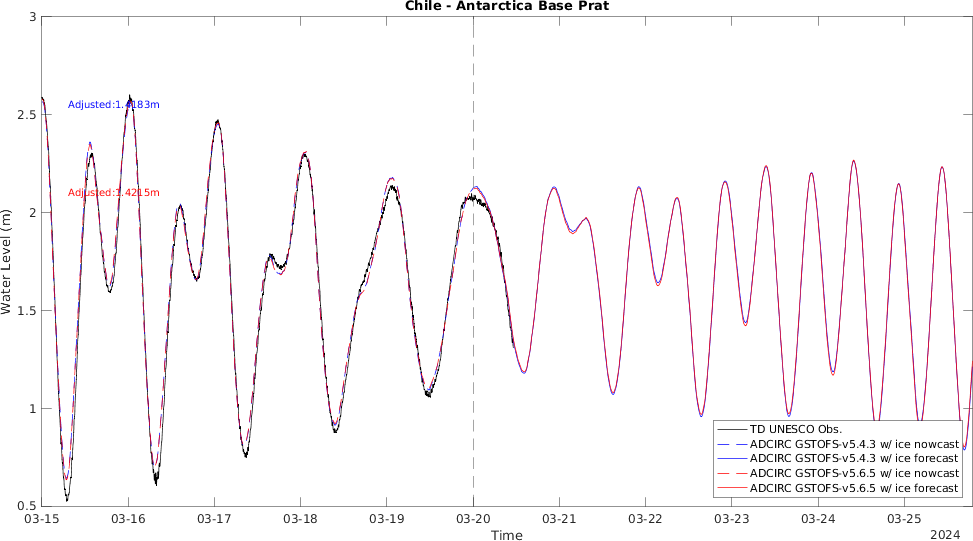 Chile - Antarctica Base Prat
3
2.5
2
1.5
1
0.5
Water Level (m)
Adjusted:1.4183m
Adjusted:1.4215m
TD UNESCO Obs.
ADCIRC GSTOFS-v5.4.3 w/ ice nowcast
ADCIRC GSTOFS-v5.4.3 w/ ice forecast
ADCIRC GSTOFS-v5.6.5 w/ ice nowcast
ADCIRC GSTOFS-v5.6.5 w/ ice forecast
03-15 03-16 03-17 03-18 03-19 03-20 03-21 03-22 03-23 03-24 03-25
Time
2024